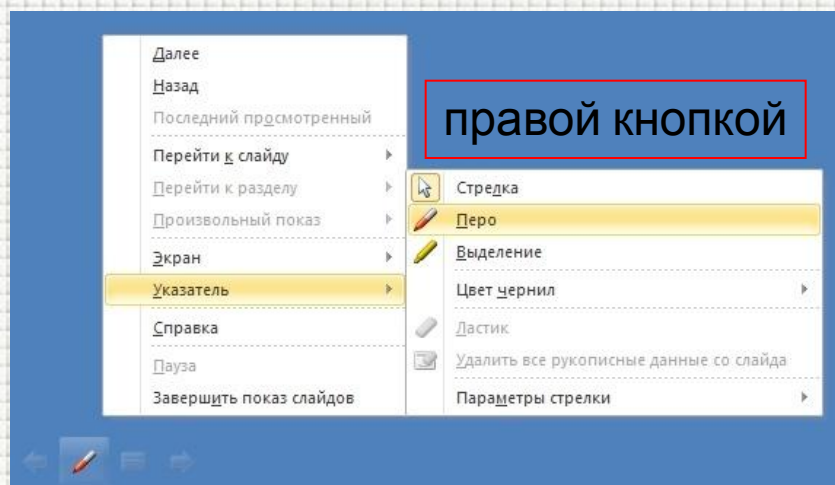 Далее
Назад
Последний просмотренный
правой кнопкой
Перейти к слайду
Перейти к разделу
Произвольный показ
Экран
Указатель
Справка
Пауза
Завершить показ слайдов
Стрелка
Перо
Выделение
Цвет чернил
Ластик
Удалить все рукописные данные со слайда
Параметры стрелки